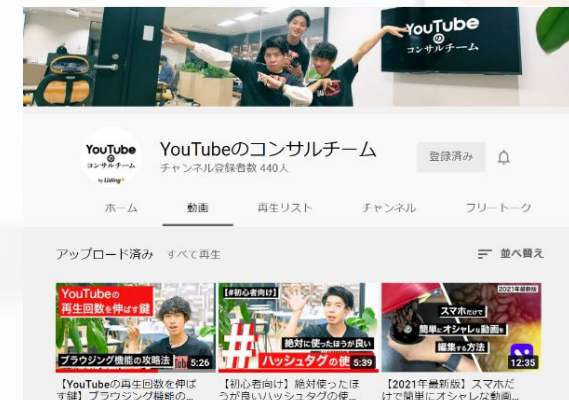 YouTube
の
コンサルチーム
YouTube
の
コンサルチーム
by Listing+
YouTubeのコンサルチーム
チャンネル登録者数 440人
登録済み
ホーム
動画
再生リスト
チャンネル
フリートーク
アップロード済み
すべて再生
並べ替え
YouTubeの
再生回数を伸ばす鍵
ブラウジング機能の攻略法
5:26
【#初心者向け】
#
絶対に使ったほうが良い
ハッシュタグの使
5:39
2021年最新版
スマホだけで
簡単にオシャレな動画を
編集する方法
12:35
【YouTubeの再生回数を伸ば
す鍵】ブラウジング機能の...
【初心者向け】絶対使ったほ
うが良いハッシュタグの使...
【2021年最新版】スマホだ
けで簡単にオシャレな動画...